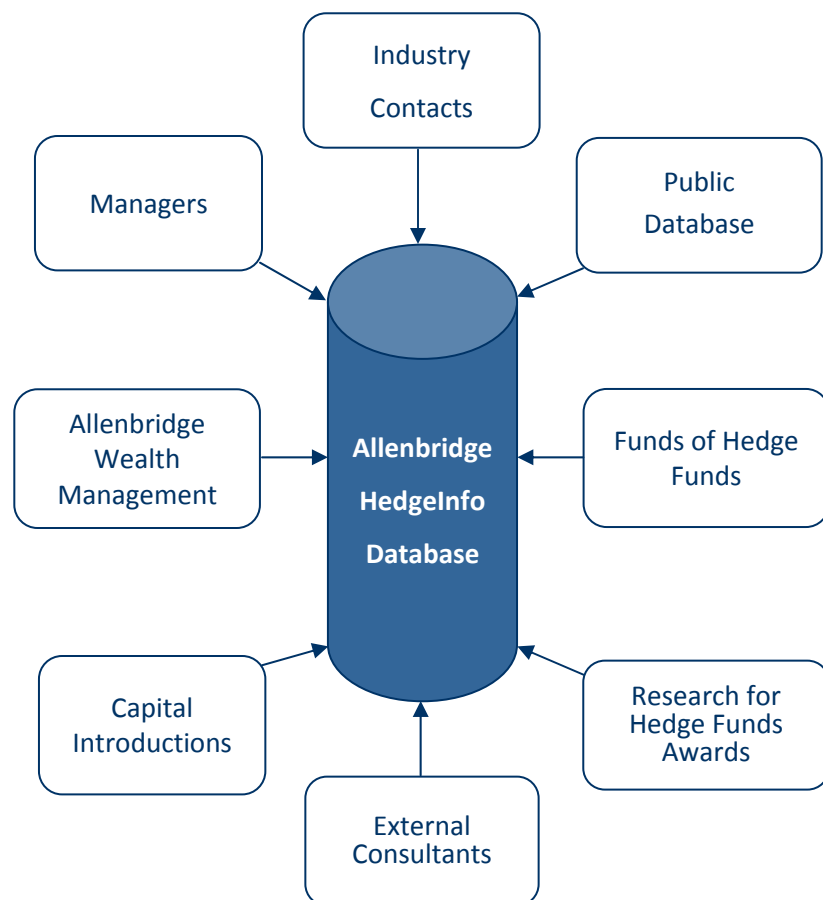 Industry
Contacts
Managers
Public
Database
Allenbridge
Wealth
Management
Allenbridge
HedgeInfo
Database
Funds of Hedge
Funds
Capital
Introductions
Research for
Hedge Funds
Awards
External
Consultants